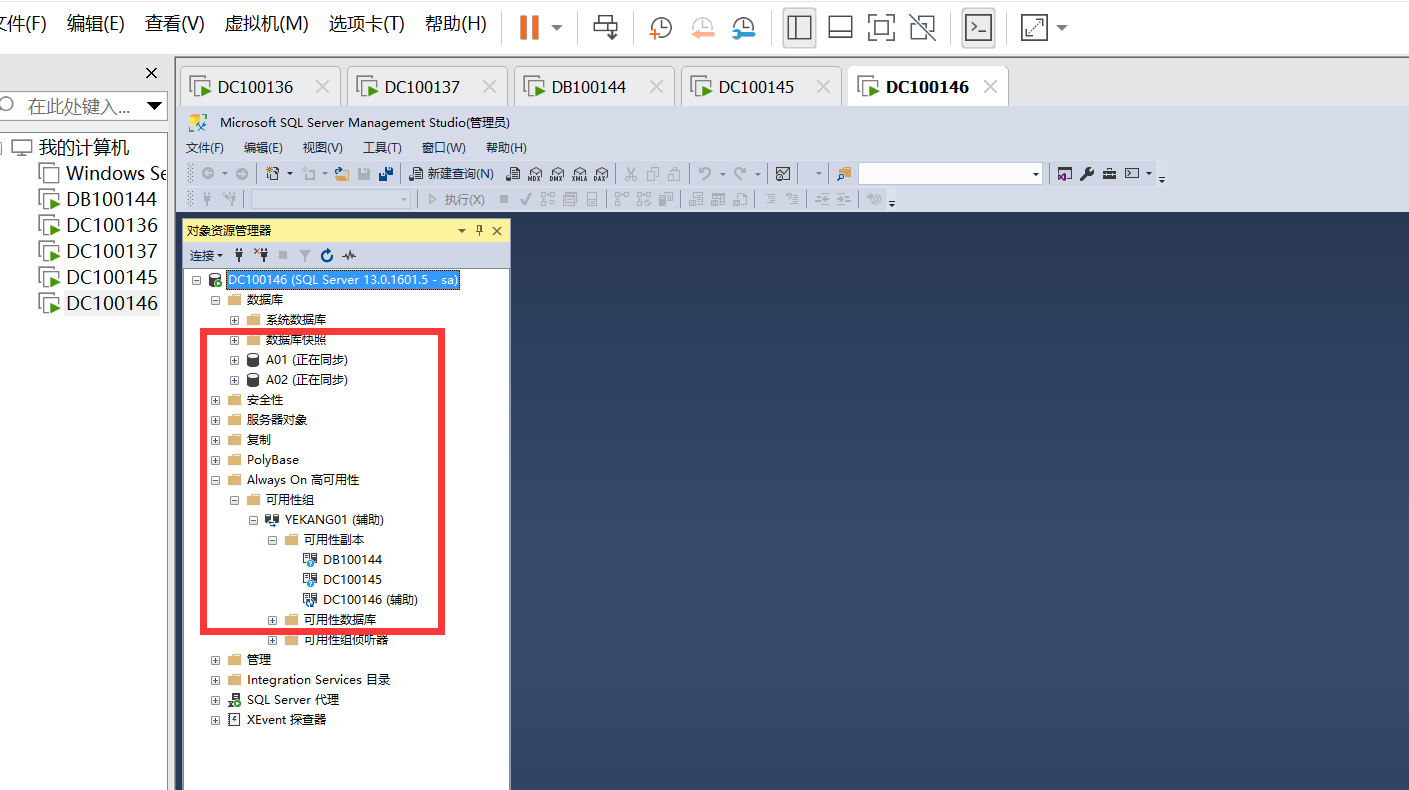 文件(F) 编辑(E) 查看(V) 虚拟机(M) 选项卡(T) 帮助(H)
在此处键入...
我的计算机
Windows Se
DB100144
DC100136
DC100137
DC100145
DC100146
DC100136 DC100137 DB100144 DC100145 DC100146
Microsoft SQL Server Management Studio(管理员)
文件(F) 编辑(E) 视图(V) 工具(T) 窗口(W) 帮助(H)
新建查询(N) MDX DMX XMLA DAX
执行(X)
对象资源管理器
连接
DC100146 (SQL Server 13.0.1601.5 - sa)
数据库
系统数据库
数据库快照
A01 (正在同步)
A02 (正在同步)
安全性
服务器对象
复制
PolyBase
Always On 高可用性
可用性组
YEKANG01 (辅助)
可用性副本
DB100144
DC100145
DC100146 (辅助)
可用性数据库
可用性组侦听器
管理
Integration Services 目录
SQL Server 代理
XEvent 探查器